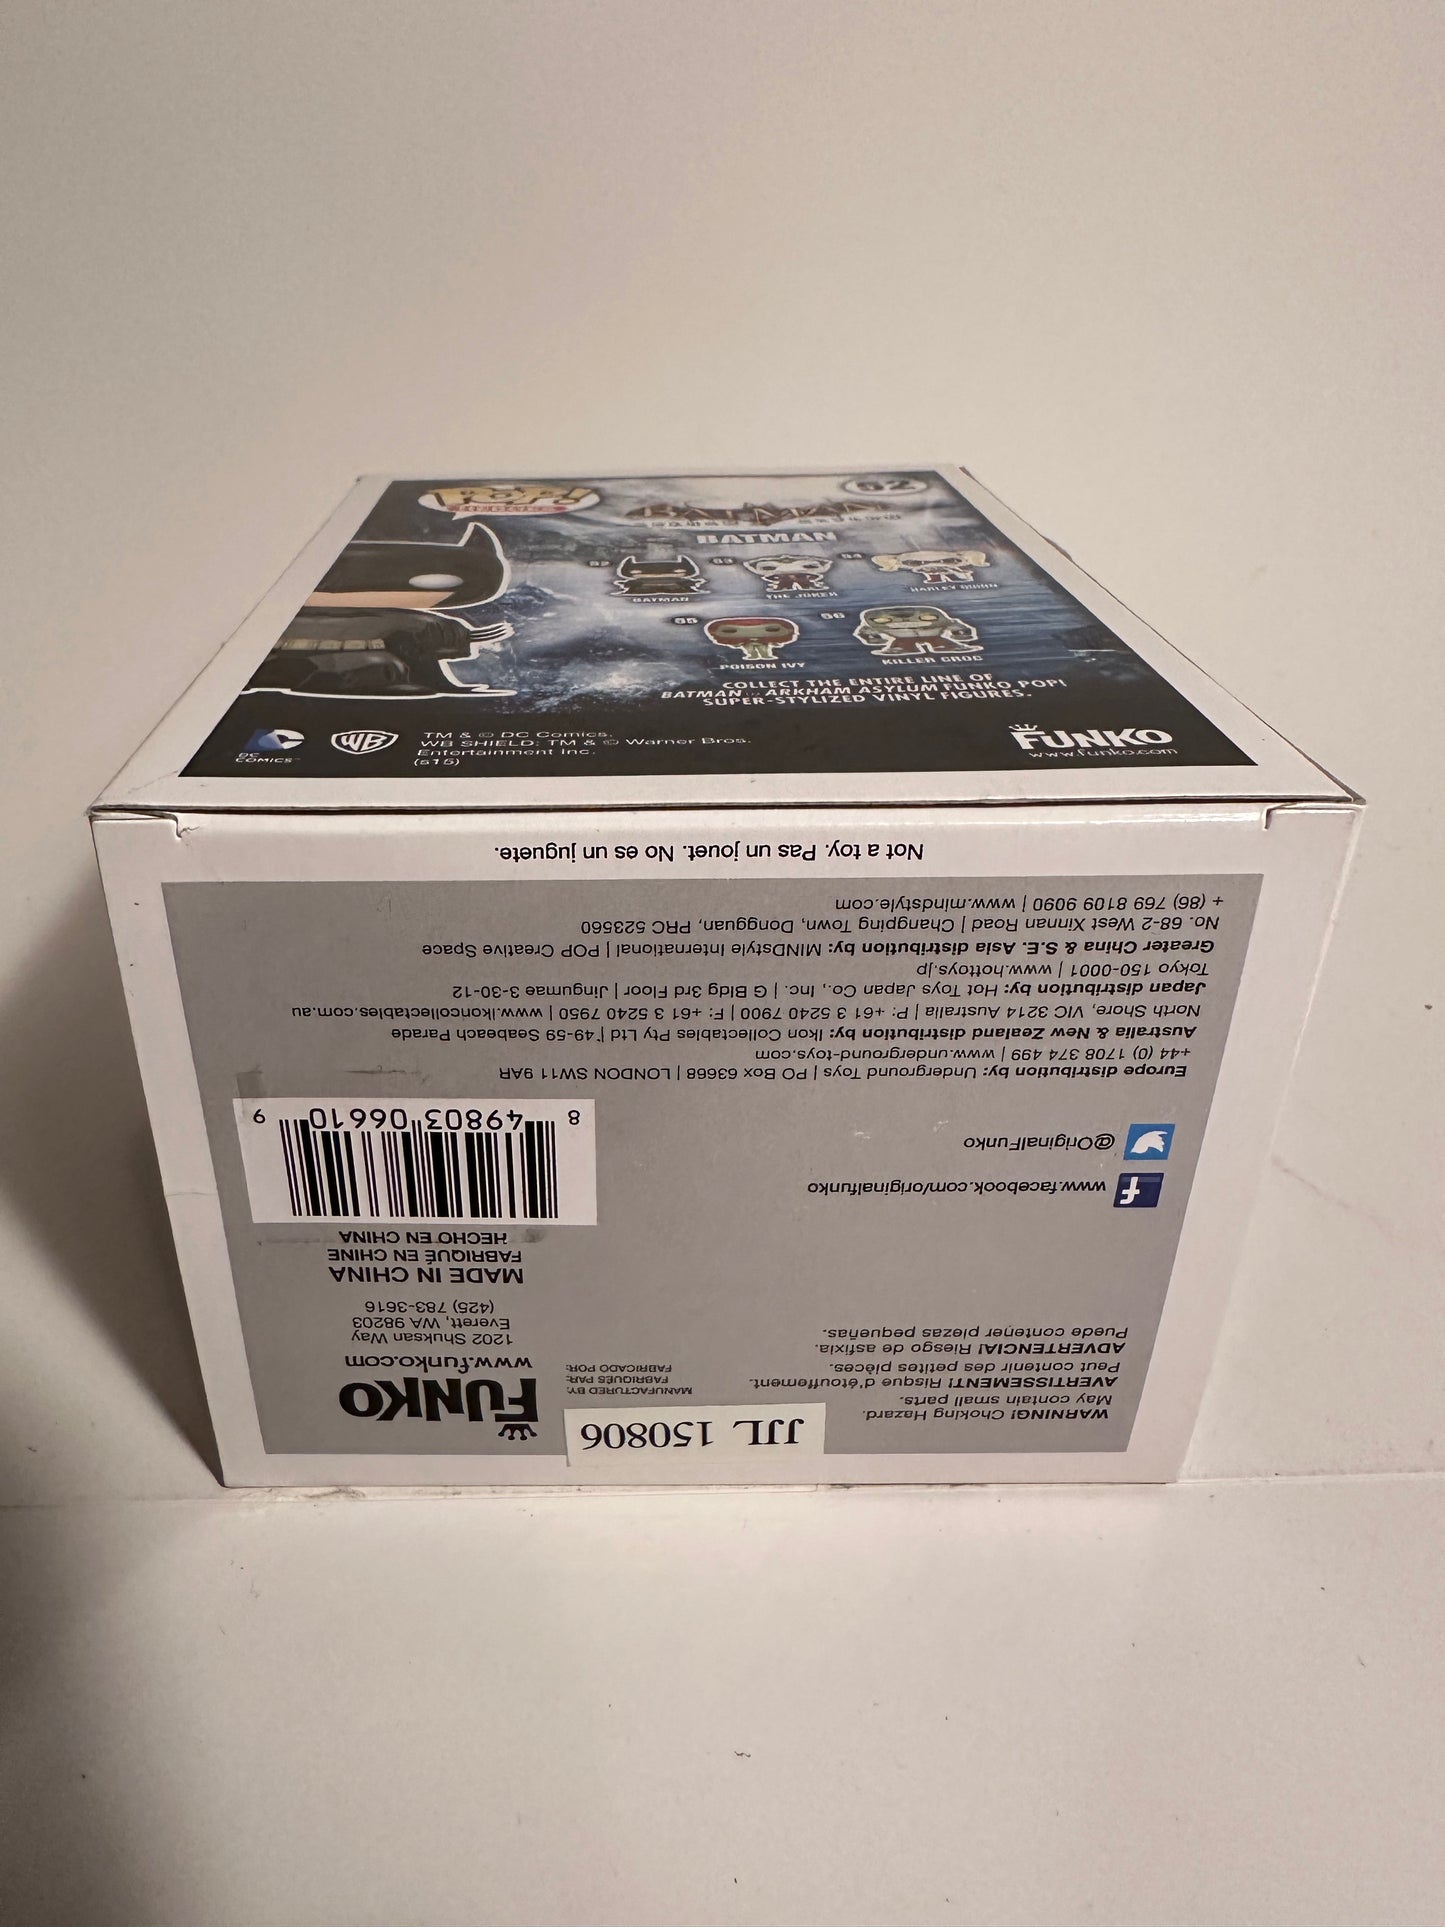 POP!
HEROES
BATMAN
ARKHAM ASYLUM
52
BATMAN
52
BATMAN
53
THE JOKER
54
HARLEY QUINN
55
POISON IVY
56
KILLER CROC
COLLECT THE ENTIRE LINE OF
BATMAN ARKHAM ASYLUM FUNKO POP!
SUPER-STYLIZED VINYL FIGURES.
DC
COMICS™
WB
TM & © DC Comics.
WB SHIELD: TM & © Warner Bros.
Entertainment Inc.
(s15)
FUNKO
www.funko.com
JJL 150806
WARNING! Choking Hazard.
May contain small parts.
AVERTISSEMENT! Risque d'étouffement.
Peut contenir des petites pièces.
ADVERTENCIA! Riesgo de asfixia.
Puede contener piezas pequeñas.
MANUFACTURED BY:
FABRIQUÉS PAR:
FABRICADO POR:
FUNKO
www.funko.com
1202 Shuksan Way
Everett, WA 98203
(425) 783-3616
MADE IN CHINA
FABRIQUÉ EN CHINE
HECHO EN CHINA
www.facebook.com/originalfunko
@OriginalFunko
8 49803 06610 9
Europe distribution by: Underground Toys | PO Box 63668 | LONDON SW11 9AR
+44 (0) 1708 374 499 | www.underground-toys.com
Australia & New Zealand distribution by: Ikon Collectables Pty Ltd | 49-59 Seabeach Parade
North Shore, VIC 3214 Australia | P: +61 3 5240 7900 | F: +61 3 5240 7950 | www.Ikoncollectables.com.au
Japan distribution by: Hot Toys Japan Co., Inc. | G Bldg 3rd Floor | Jingumae 3-30-12
Tokyo 150-0001 | www.hottoys.jp
Greater China & S.E. Asia distribution by: MINDstyle International | POP Creative Space
No. 68-2 West Xinnan Road | Changping Town, Dongguan, PRC 523560
+ (86) 769 8109 9090 | www.mindstyle.com
Not a toy. Pas un jouet. No es un juguete.